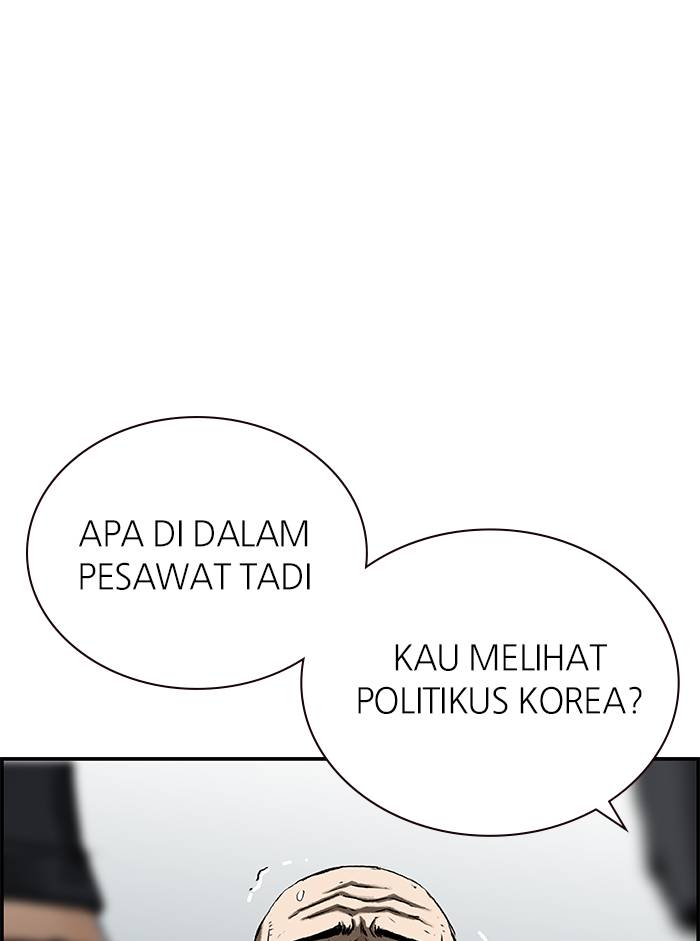 APA DI DALAM
PESAWAT TADI
KAU MELIHAT
POLITIKUS KOREA?